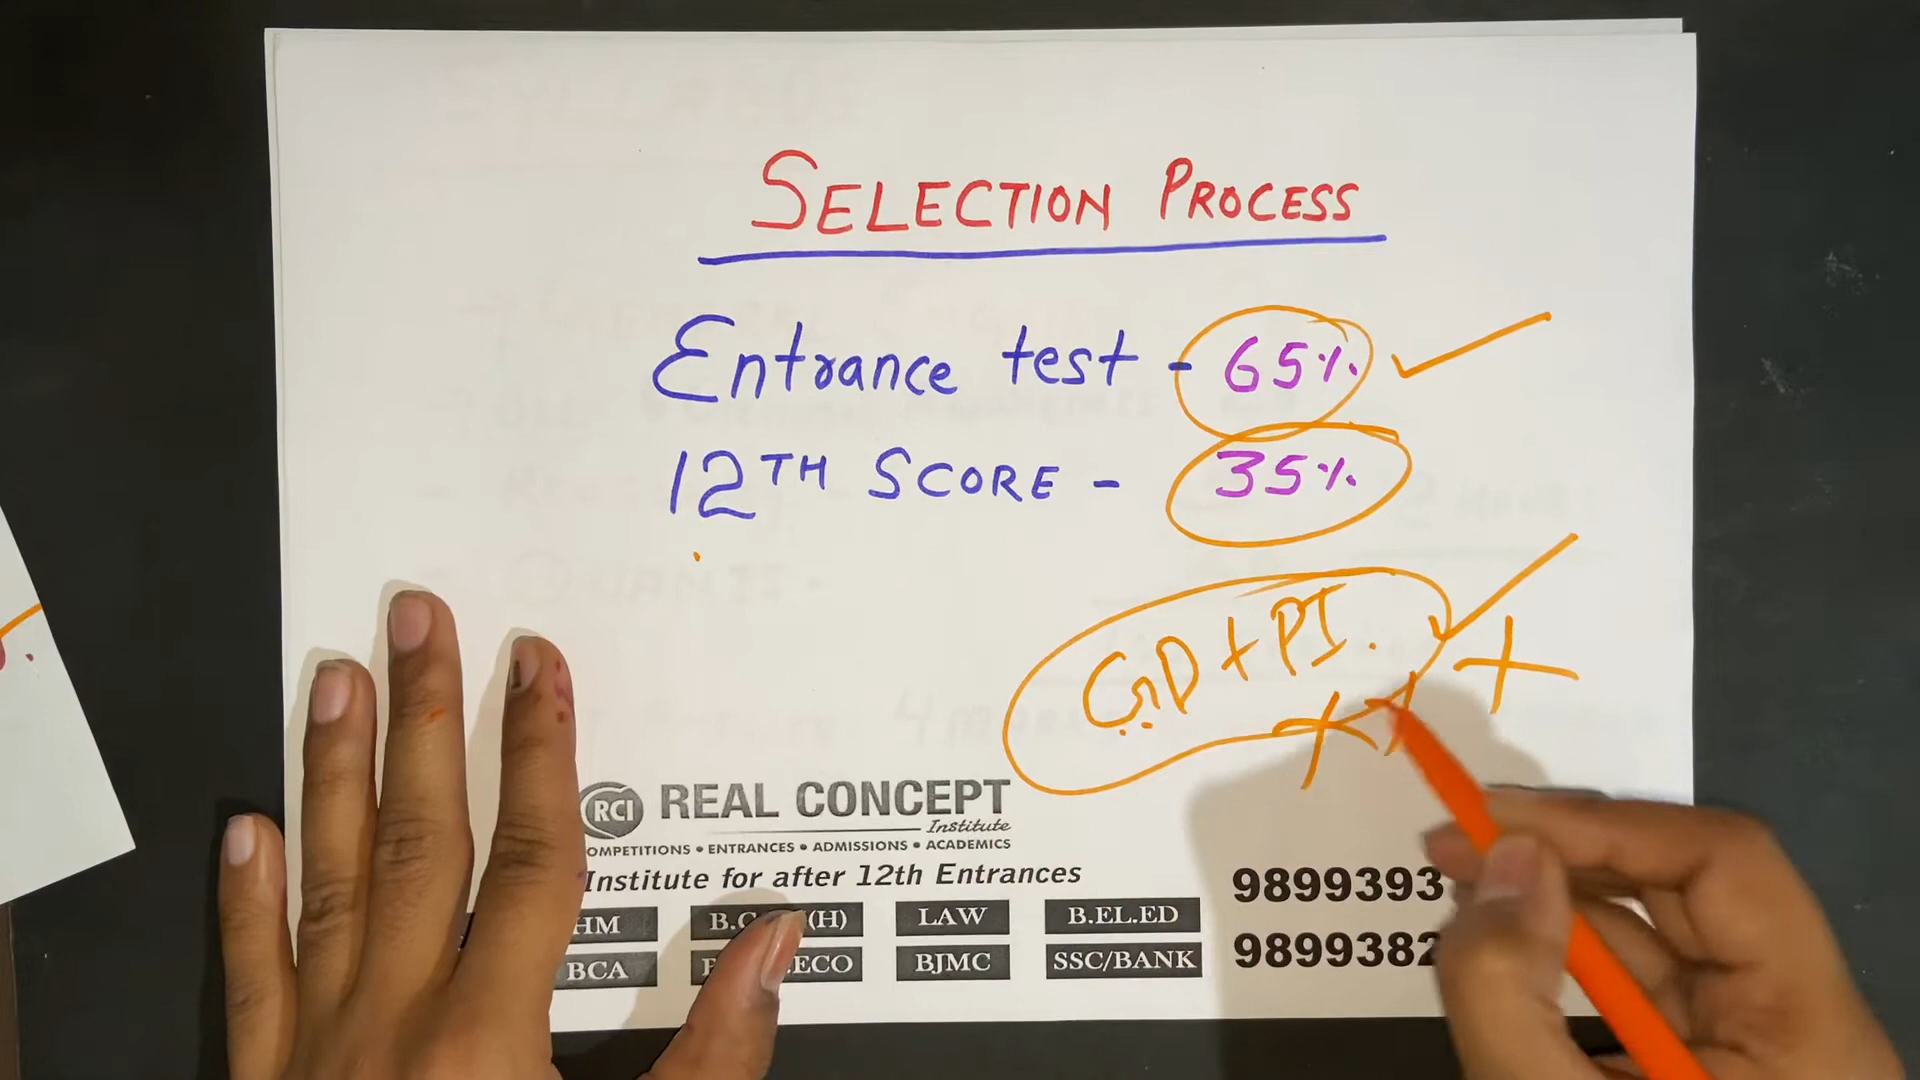 SELECTION PROCESS
Entrance test - 65%
12TH SCORE - 35%
GD + PI.
RCI REAL CONCEPT
Institute
OMPETITIONS • ENTRANCES • ADMISSIONS • ACADEMICS
Institute for after 12th Entrances
HM B.C (H) LAW B.EL.ED
BCA ECO BJMC SSC/BANK
9899393
9899382